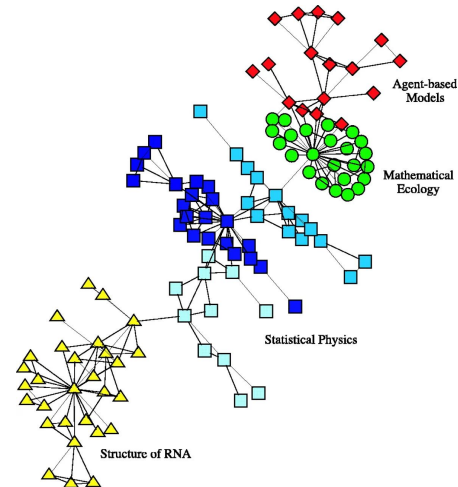 Agent-based
Models
Mathematical
Ecology
Statistical Physics
Structure of RNA